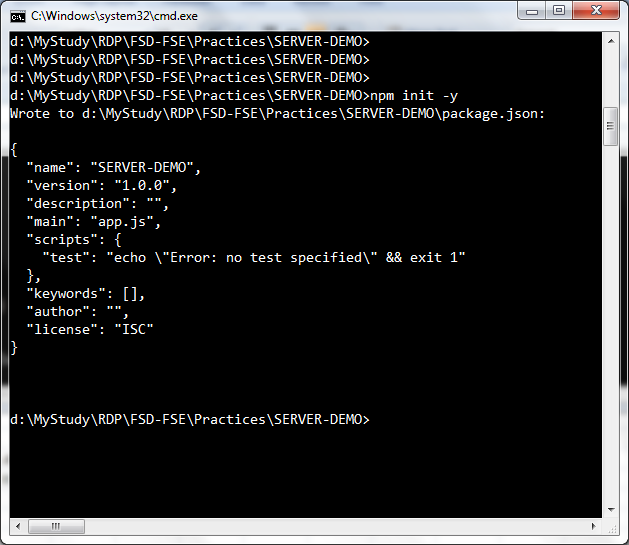 C:\Windows\system32\cmd.exe
d:\MyStudy\RDP\FSD-FSE\Practices\SERVER-DEMO>
d:\MyStudy\RDP\FSD-FSE\Practices\SERVER-DEMO>
d:\MyStudy\RDP\FSD-FSE\Practices\SERVER-DEMO>
d:\MyStudy\RDP\FSD-FSE\Practices\SERVER-DEMO>npm init -y
Wrote to d:\MyStudy\RDP\FSD-FSE\Practices\SERVER-DEMO\package.json:
{
  "name": "SERVER-DEMO",
  "version": "1.0.0",
  "description": "",
  "main": "app.js",
  "scripts": {
    "test": "echo \"Error: no test specified\" && exit 1"
  },
  "keywords": [],
  "author": "",
  "license": "ISC"
}
d:\MyStudy\RDP\FSD-FSE\Practices\SERVER-DEMO>